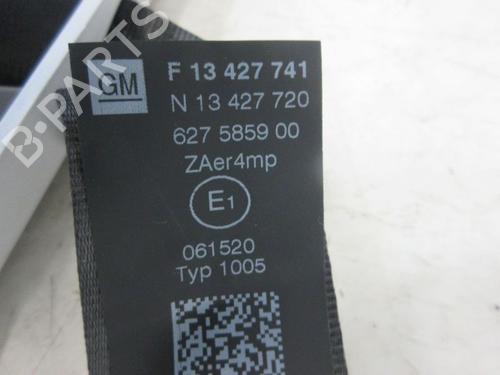 GM F 13 427 741
N 13 427 720
627 5859 00
ZAer4mp
E1
061520
Typ 1005
B-PARTS